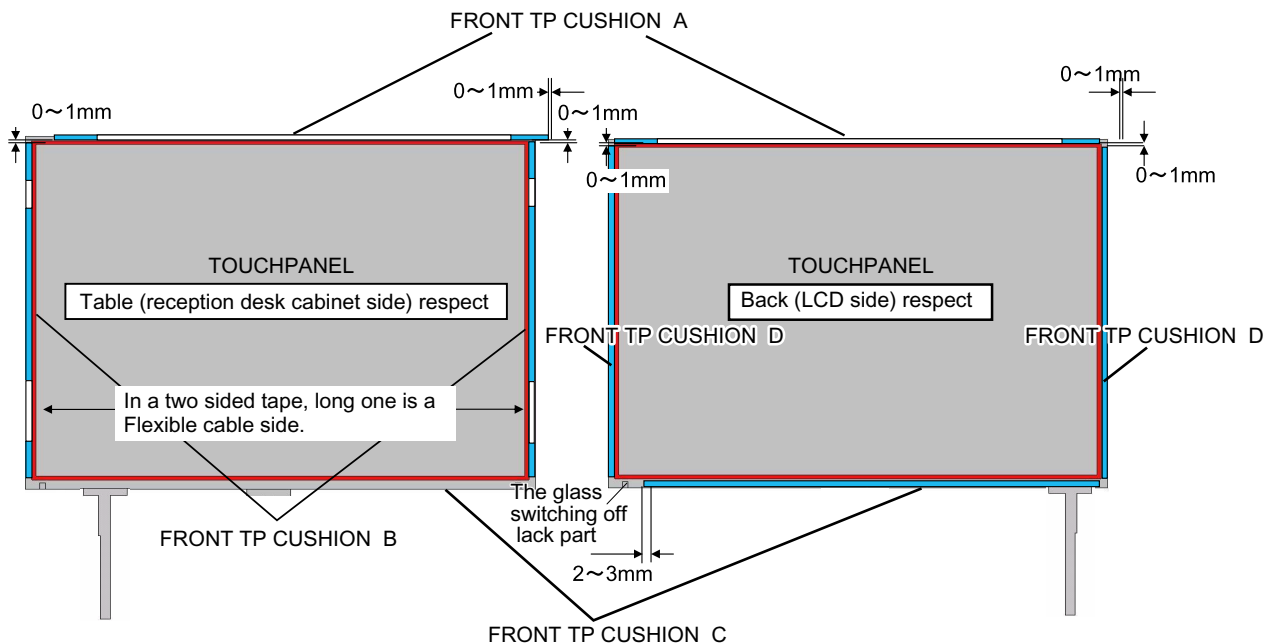 FRONT TP CUSHION A
0～1mm
0～1mm
0～1mm
0～1mm
0～1mm
0～1mm
TOUCHPANEL
Table (reception desk cabinet side) respect
TOUCHPANEL
Back (LCD side) respect
FRONT TP CUSHION D
FRONT TP CUSHION D
In a two sided tape, long one is a
Flexible cable side.
The glass
switching off
lack part
FRONT TP CUSHION B
2～3mm
FRONT TP CUSHION C